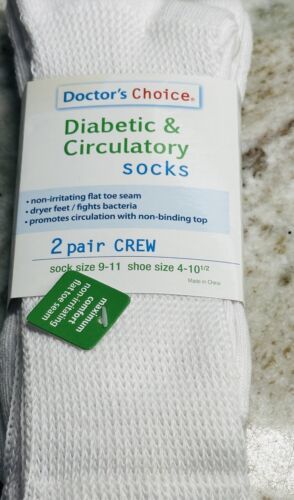 Doctor's Choice®
Diabetic &
Circulatory
socks
• non-irritating flat toe seam
• dryer feet / fights bacteria
• promotes circulation with non-binding top
2 pair CREW
sock size 9-11 shoe size 4-10 1/2
Made in China
maximum
comfort
non-irritating
flat toe seam